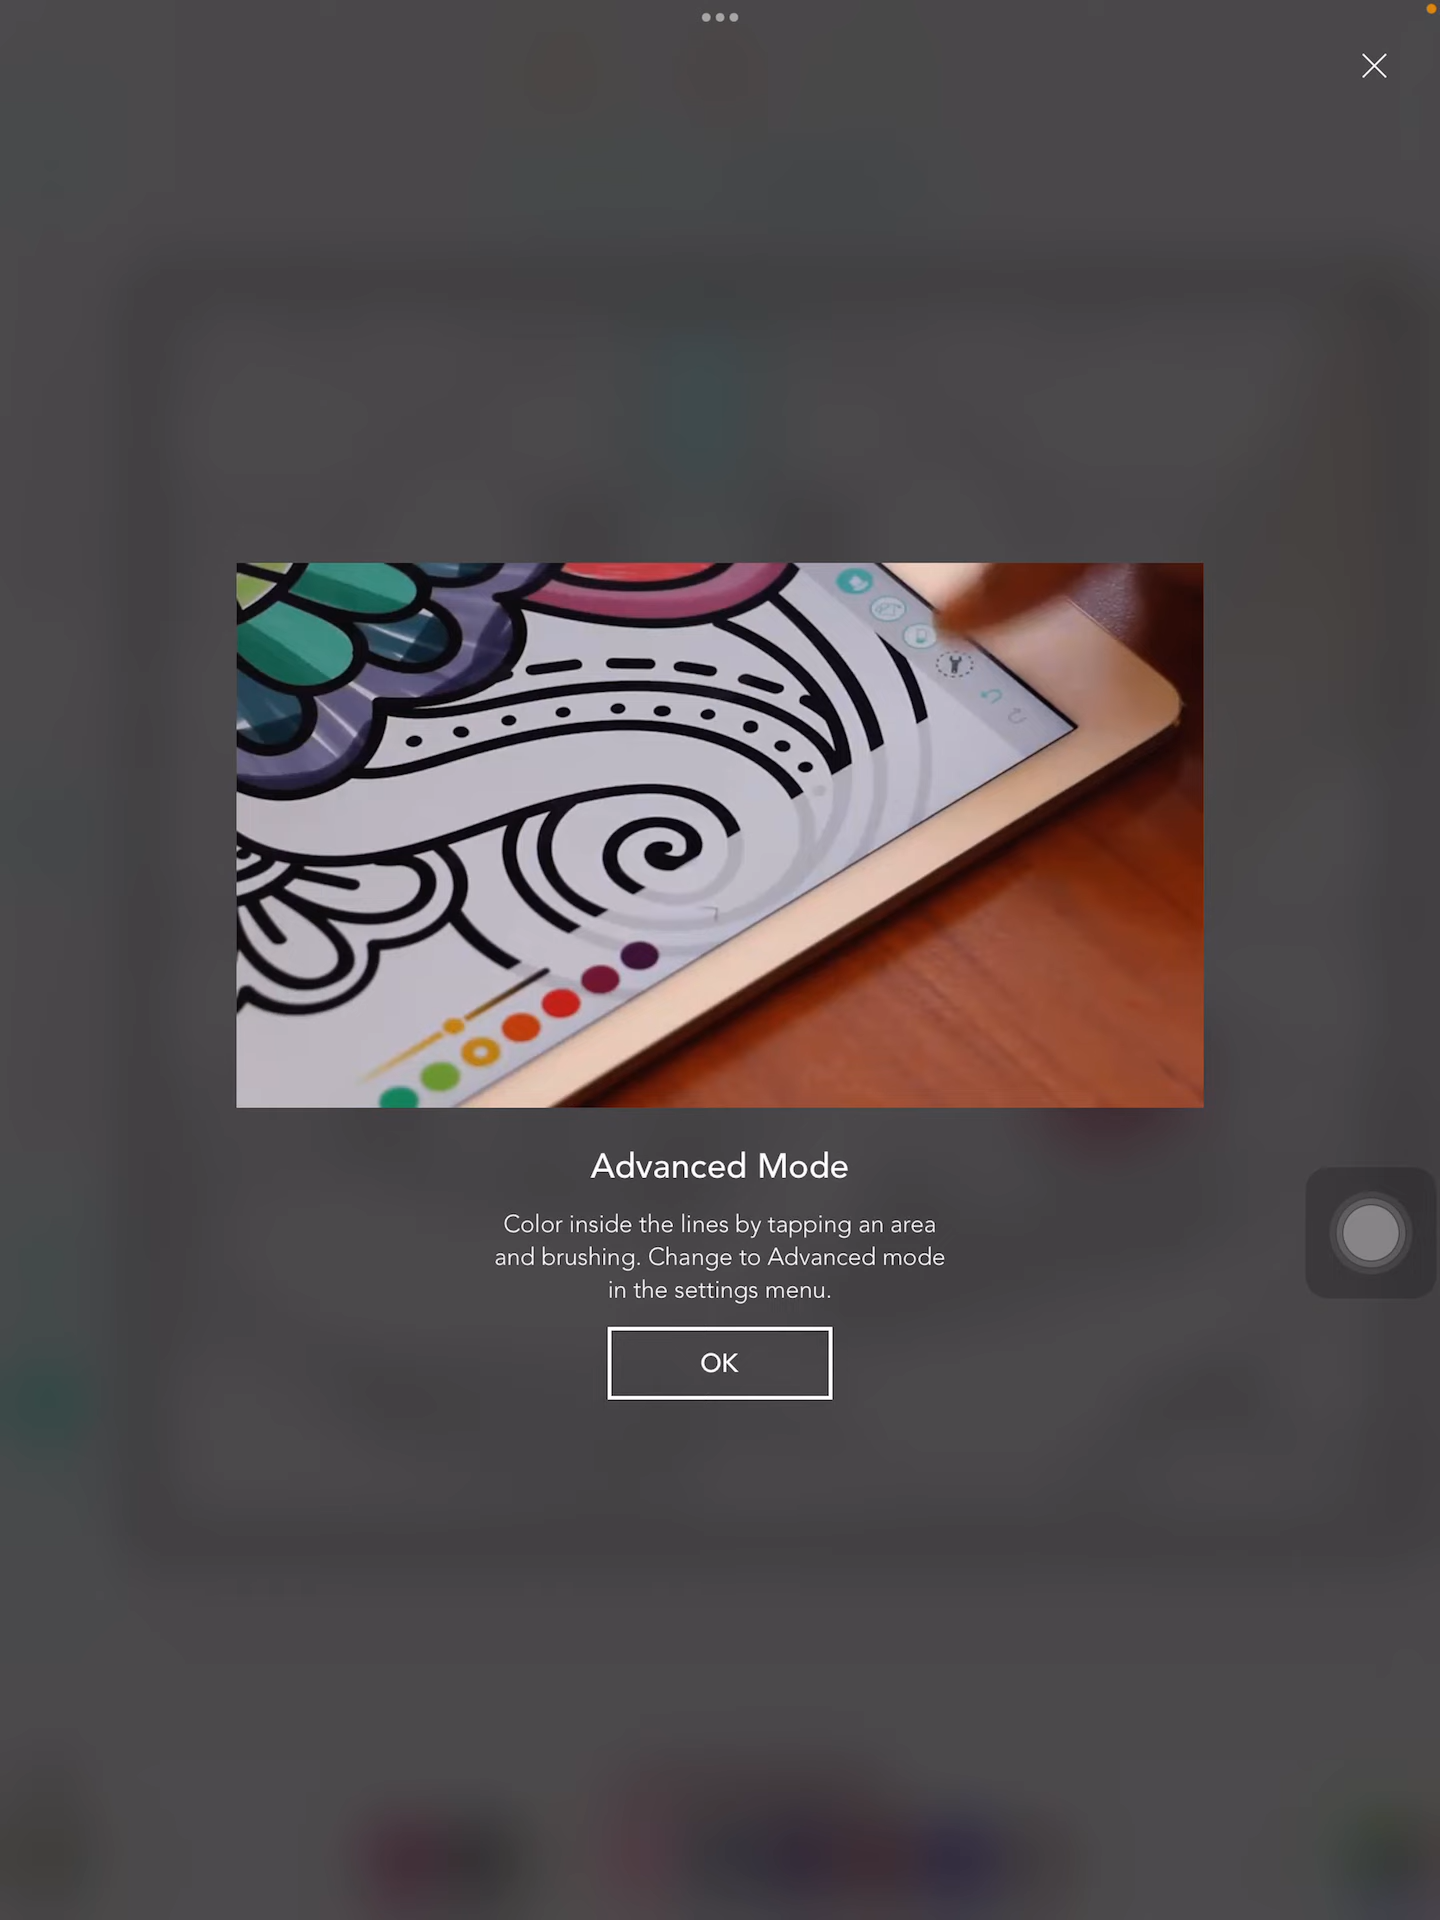 Advanced Mode
Color inside the lines by tapping an area
and brushing. Change to Advanced mode
in the settings menu.
OK